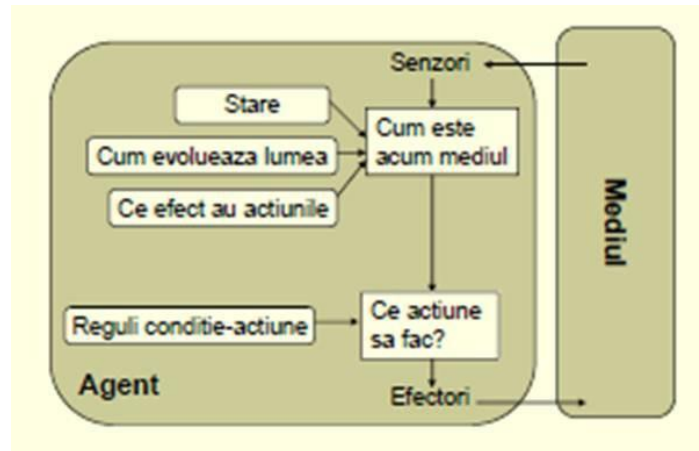 Senzori
Stare
Cum este
acum mediul
Cum evolueaza lumea
Ce efect au actiunile
Mediul
Ce actiune
sa fac?
Reguli conditie-actiune
Agent
Efectori